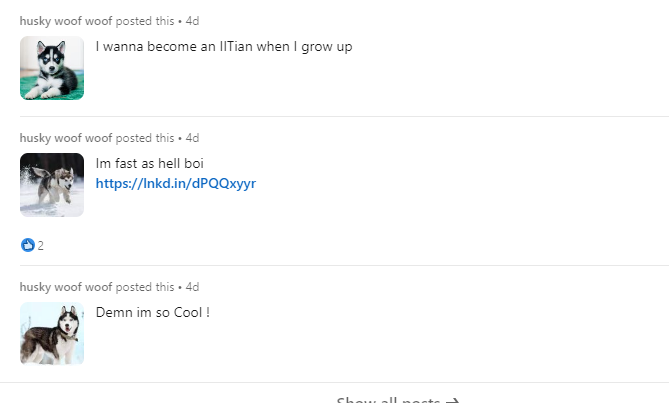 husky woof woof posted this • 4d
I wanna become an IITian when I grow up
husky woof woof posted this • 4d
Im fast as hell boi
https://lnkd.in/dPQQxyyr
2
husky woof woof posted this • 4d
Demn im so Cool !
Show all posts →